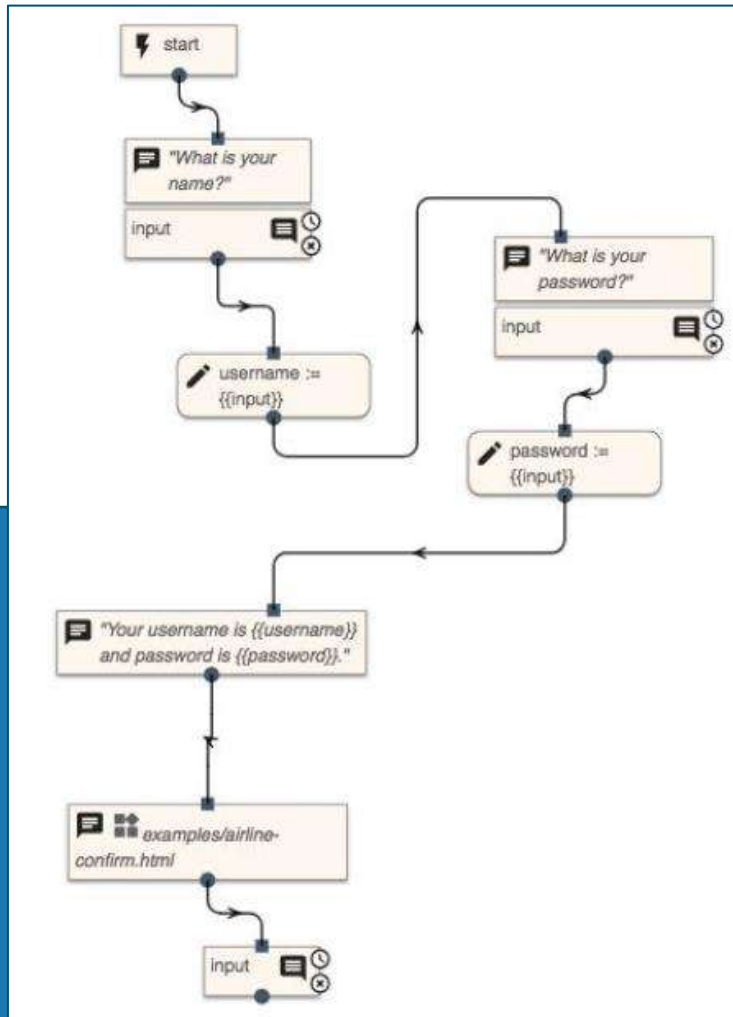 start
"What is your
name?"
input
username :=
{{input}}
"What is your
password?"
input
password :=
{{input}}
"Your username is {{username}}
and password is {{password}}."
examples/airline-
confirm.html
input